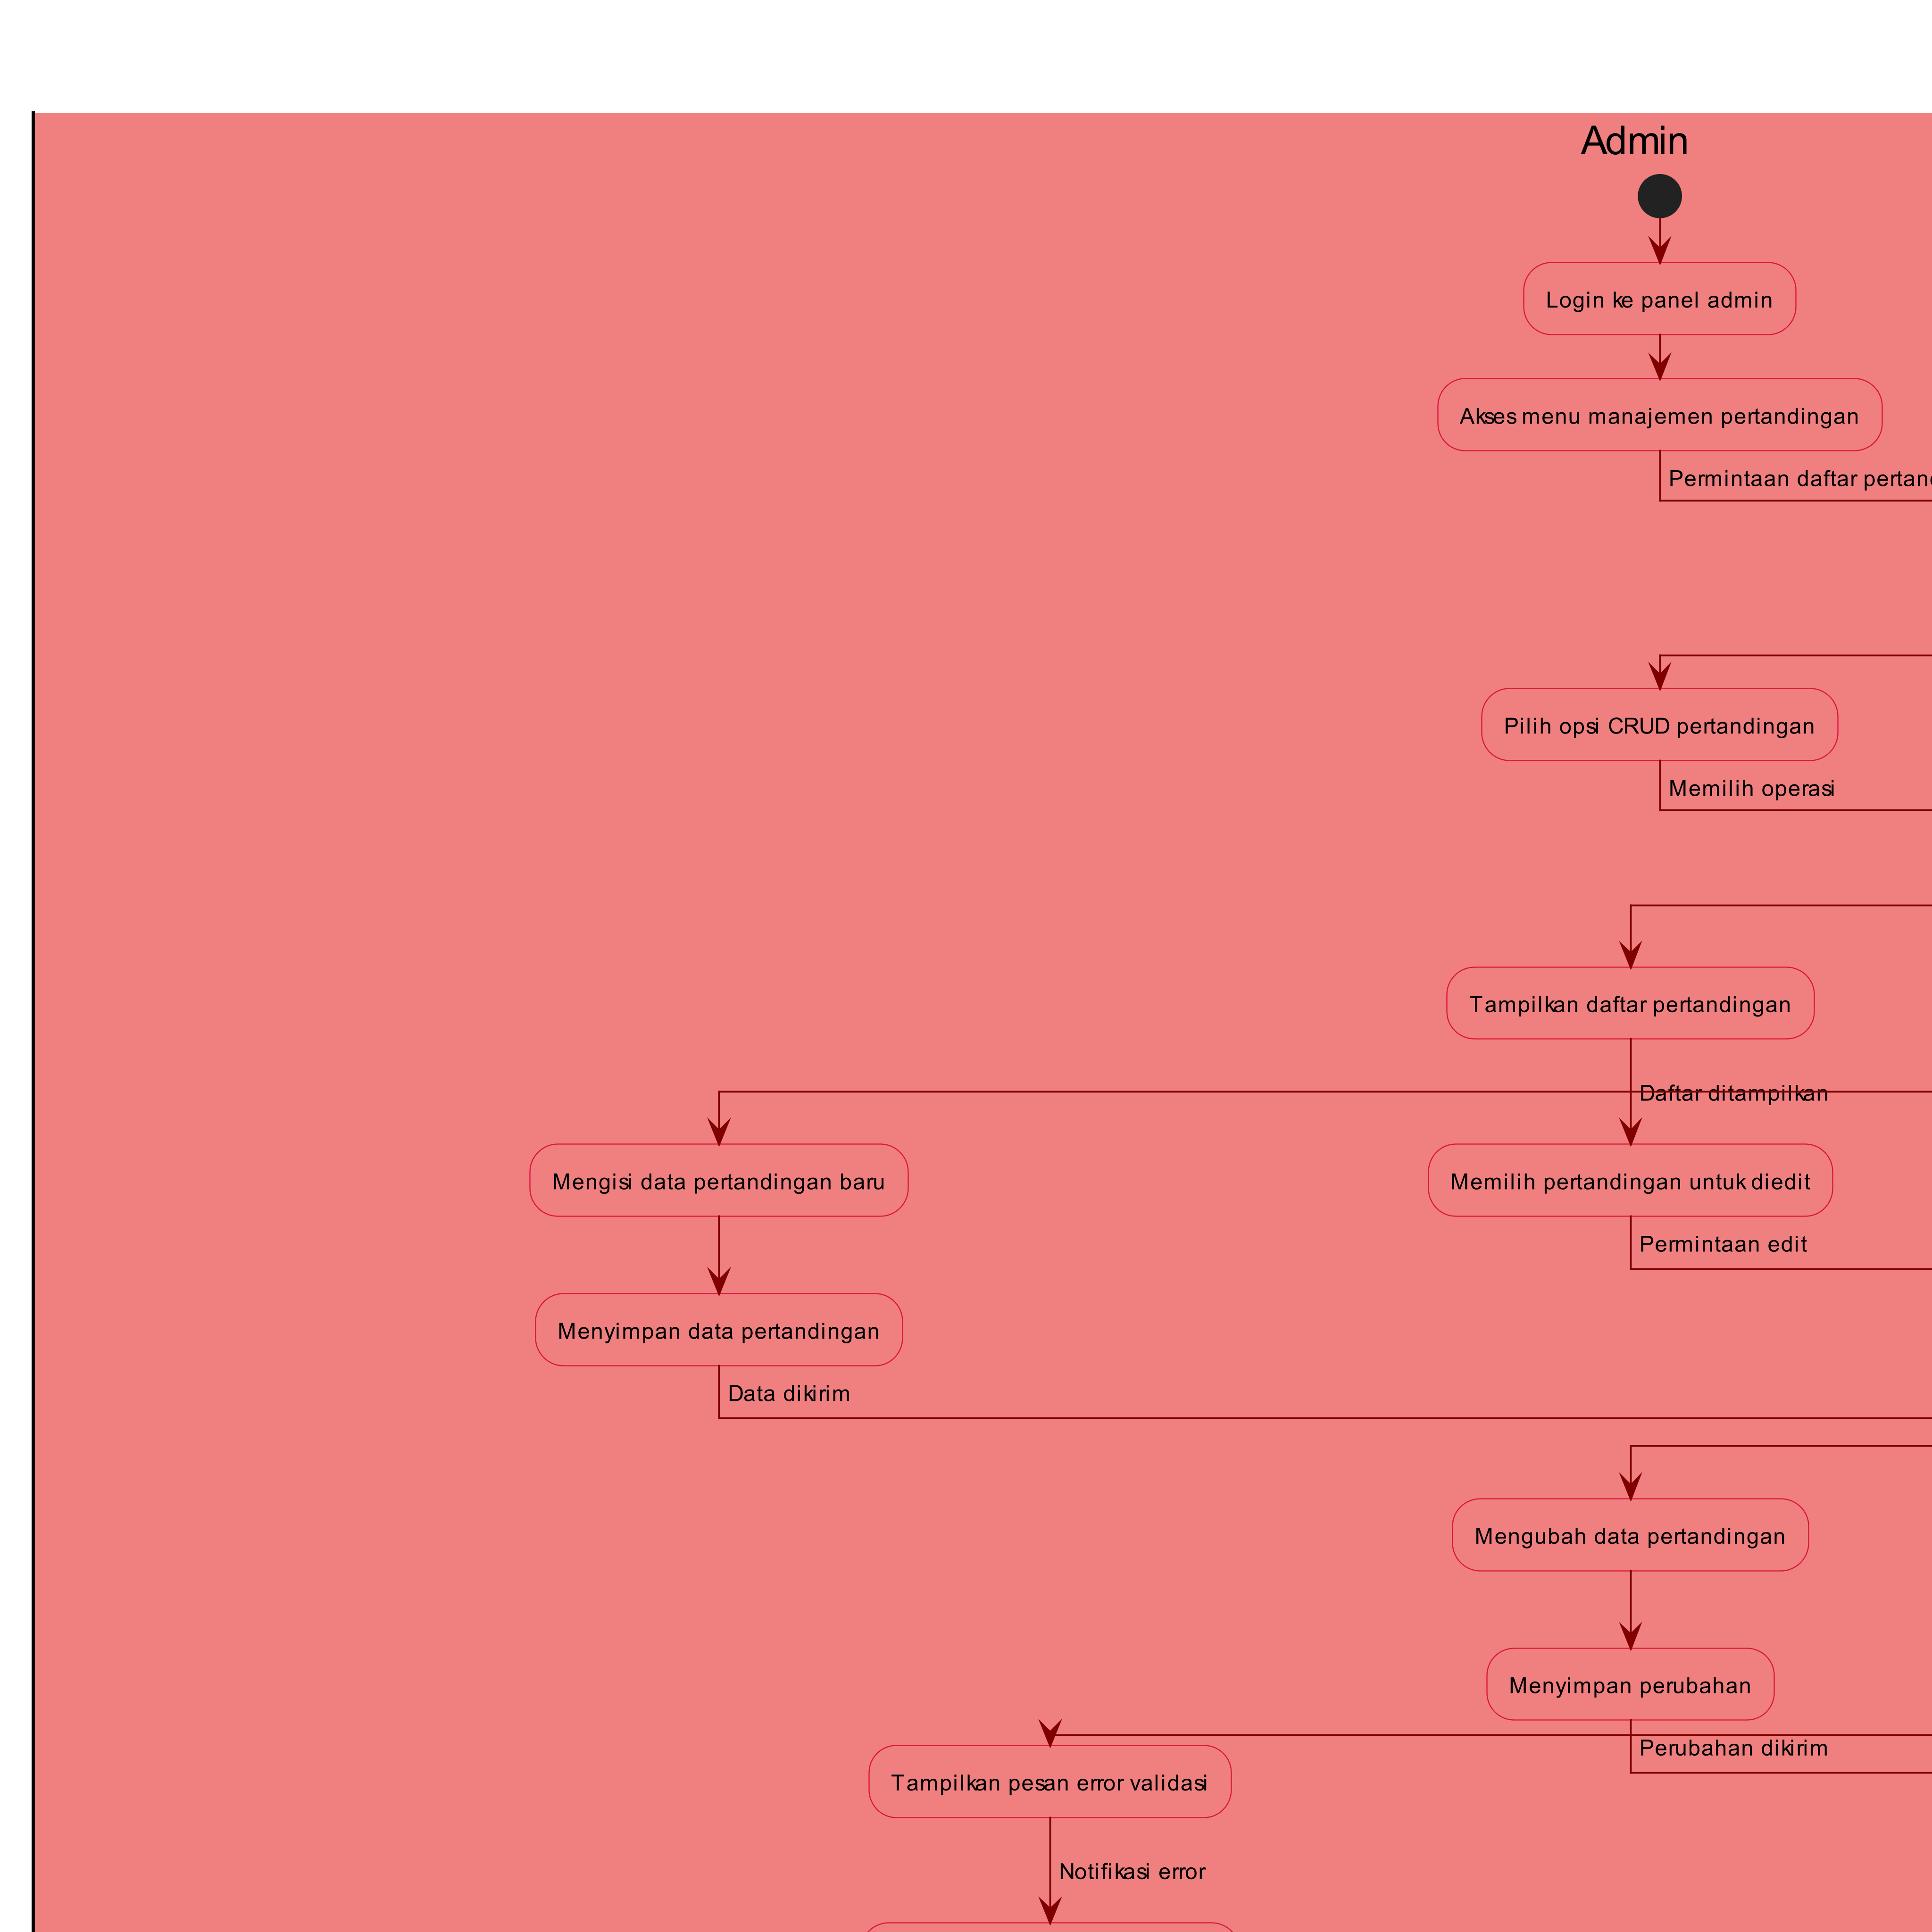 Admin
Login ke panel admin
Akses menu manajemen pertandingan
Permintaan daftar
Pilih opsi CRUD pertandingan
Memilih operasi
Tampilkan daftar pertandingan
Daftar ditampilkan
Mengisi data pertandingan baru
Memilih pertandingan untuk diedit
Permintaan edit
Menyimpan data pertandingan
Data dikirim
Mengubah data pertandingan
Menyimpan perubahan
Perubahan dikirim
Tampilkan pesan error validasi
Notifikasi error